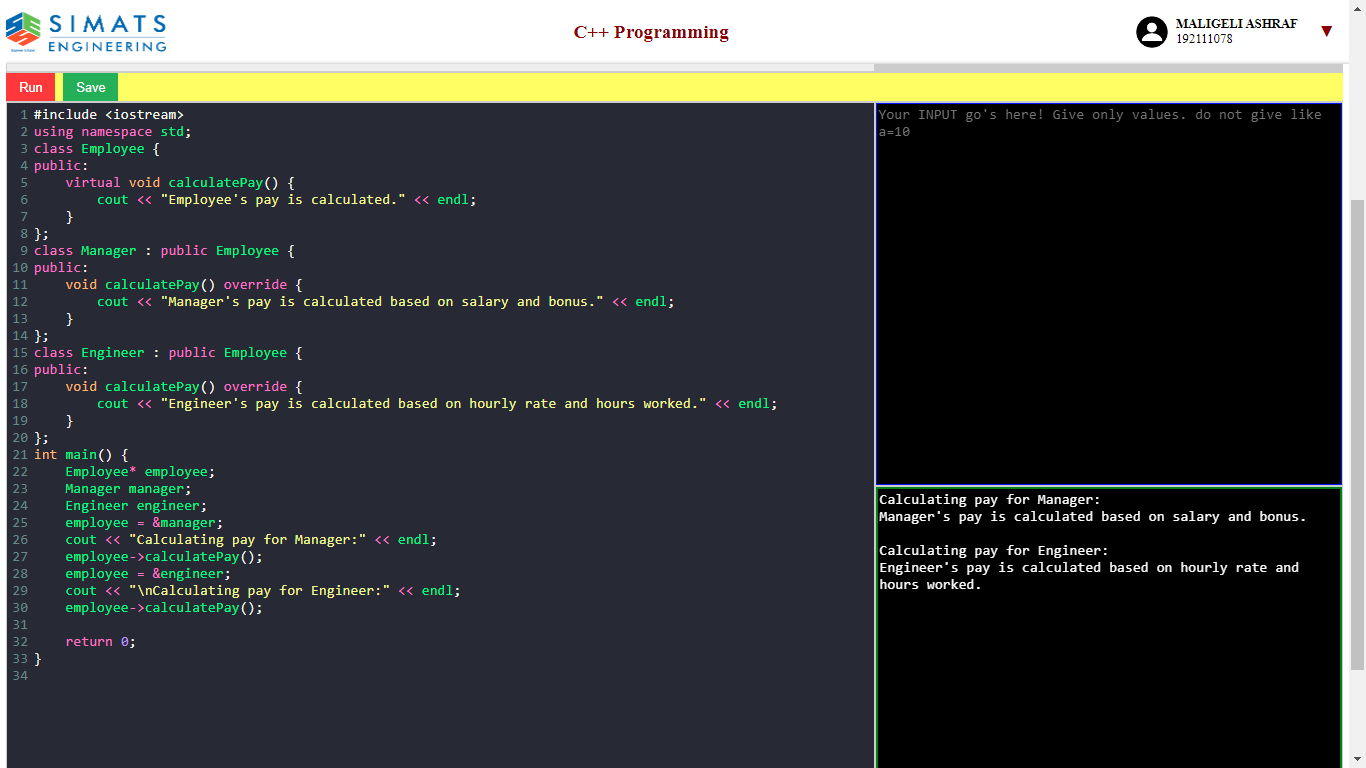 SIMATS
ENGINEERING
C++ Programming
MALIGELI ASHRAF
192111078
▼
Run Save
1 #include <iostream>
2 using namespace std;
3 class Employee {
4 public:
5     virtual void calculatePay() {
6         cout << "Employee's pay is calculated." << endl;
7     }
8 };
9 class Manager : public Employee {
10 public:
11     void calculatePay() override {
12         cout << "Manager's pay is calculated based on salary and bonus." << endl;
13     }
14 };
15 class Engineer : public Employee {
16 public:
17     void calculatePay() override {
18         cout << "Engineer's pay is calculated based on hourly rate and hours worked." << endl;
19     }
20 };
21 int main() {
22     Employee* employee;
23     Manager manager;
24     Engineer engineer;
25     employee = &manager;
26     cout << "Calculating pay for Manager:" << endl;
27     employee->calculatePay();
28     employee = &engineer;
29     cout << "\nCalculating pay for Engineer:" << endl;
30     employee->calculatePay();
31
32     return 0;
33 }
34
Your INPUT go's here! Give only values. do not give like
a=10
Calculating pay for Manager:
Manager's pay is calculated based on salary and bonus.
Calculating pay for Engineer:
Engineer's pay is calculated based on hourly rate and
hours worked.